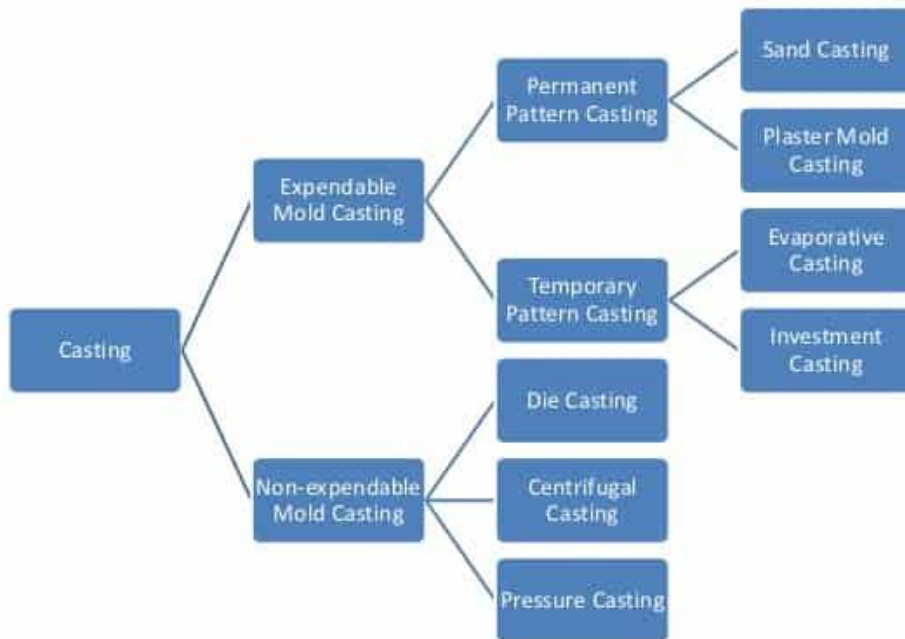 Casting
Expendable
Mold Casting
Non-expendable
Mold Casting
Permanent
Pattern Casting
Temporary
Pattern Casting
Die Casting
Centrifugal
Casting
Pressure Casting
Sand Casting
Plaster Mold
Casting
Evaporative
Casting
Investment
Casting